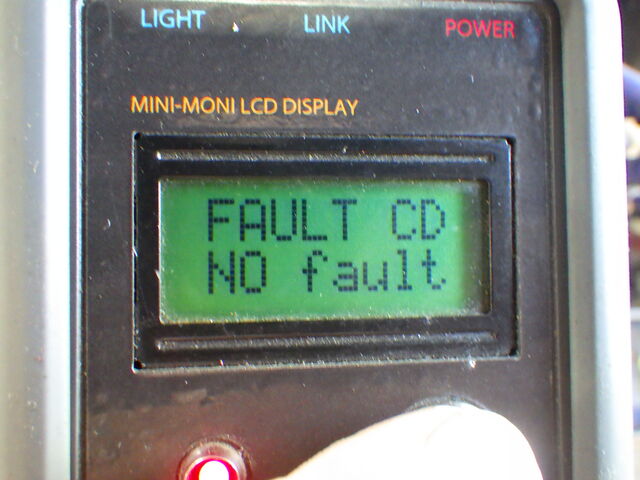 LIGHT LINK POWER
MINI-MONI LCD DISPLAY
FAULT CD
NO fault